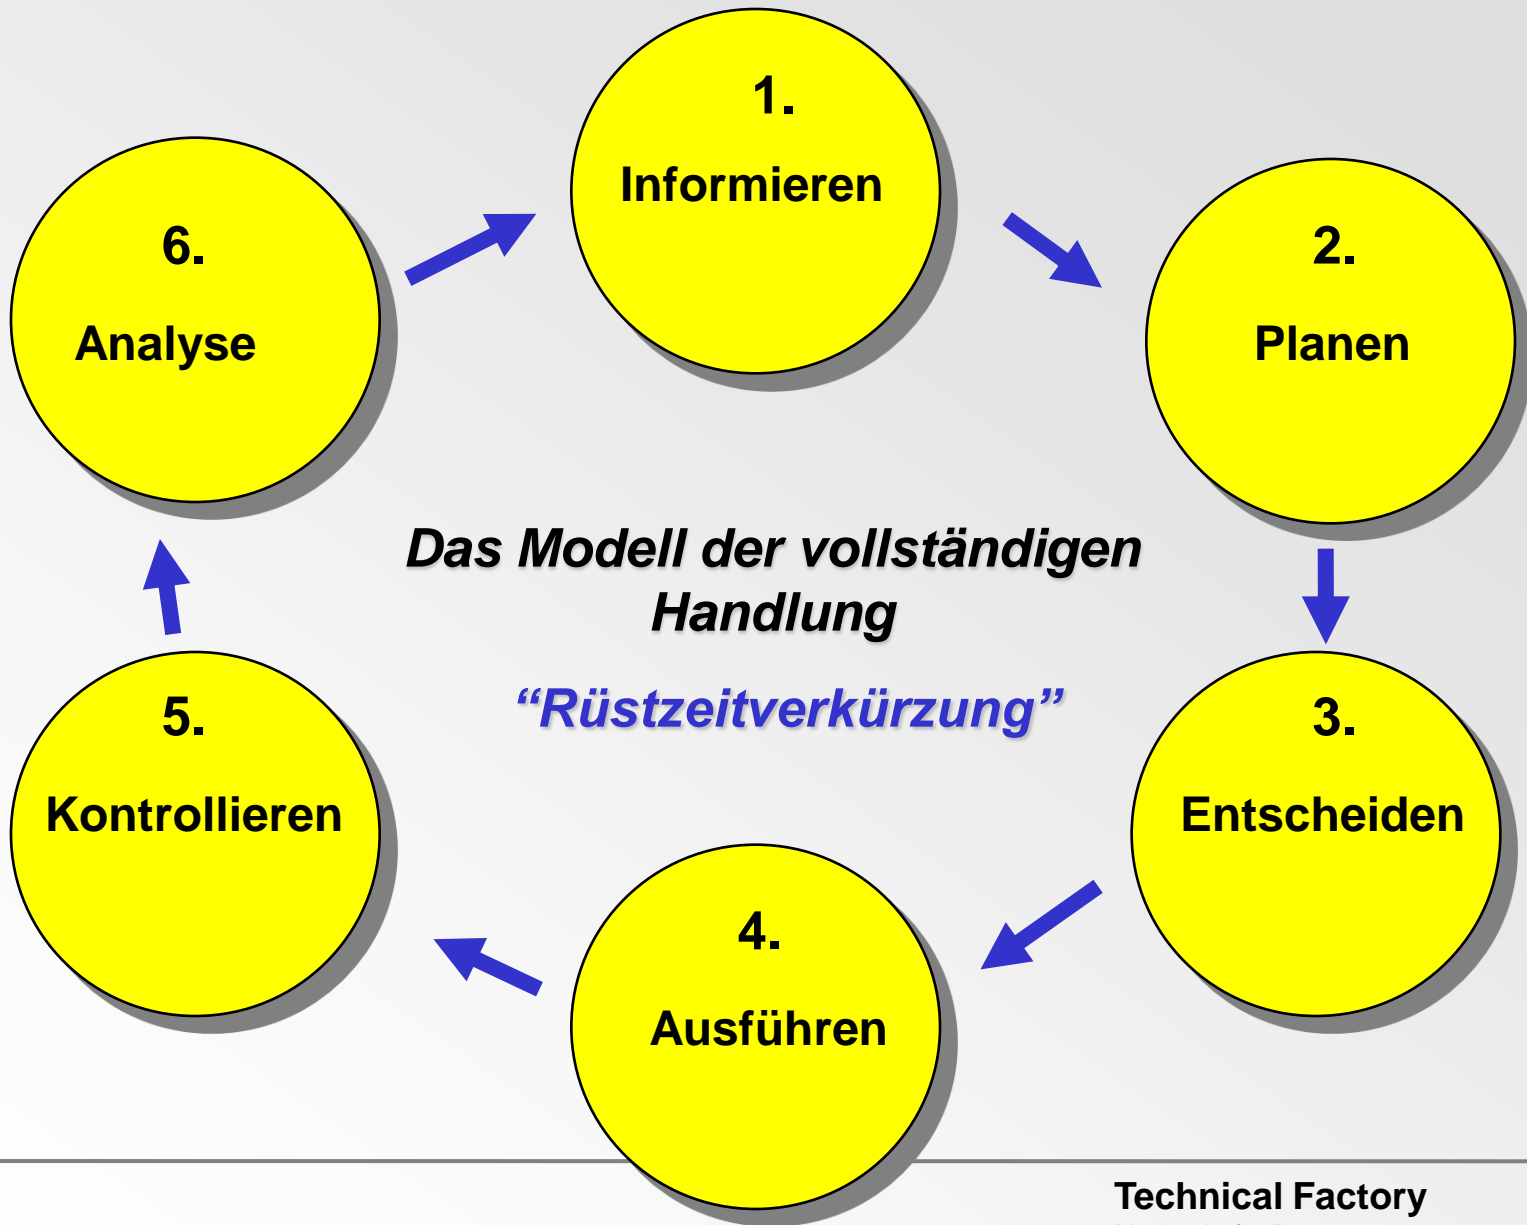 1.
Informieren
2.
Planen
3.
Entscheiden
4.
Ausführen
5.
Kontrollieren
6.
Analyse
Das Modell der vollständigen
Handlung
“Rüstzeitverkürzung”
Technical Factory